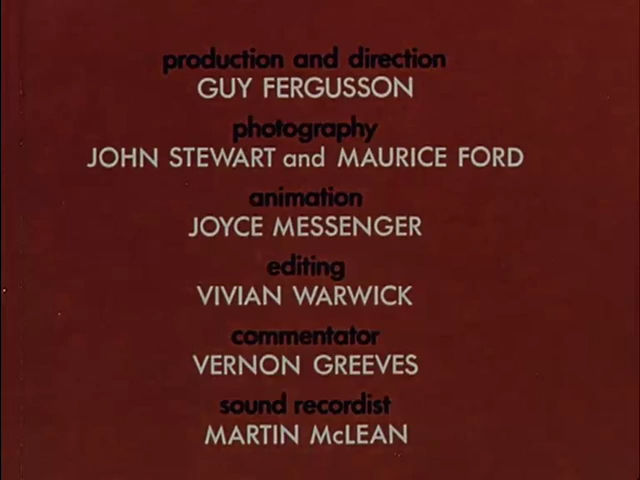 production and direction
GUY FERGUSSON
photography
JOHN STEWART and MAURICE FORD
animation
JOYCE MESSENGER
editing
VIVIAN WARWICK
commentator
VERNON GREEVES
sound recordist
MARTIN McLEAN